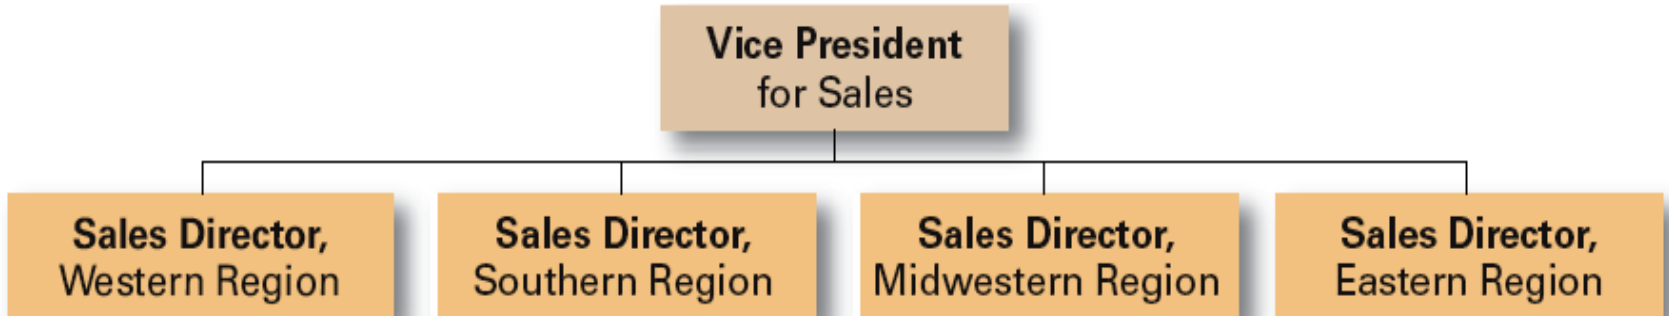 Vice President
for Sales
Sales Director,
Western Region
Sales Director,
Southern Region
Sales Director,
Midwestern Region
Sales Director,
Eastern Region